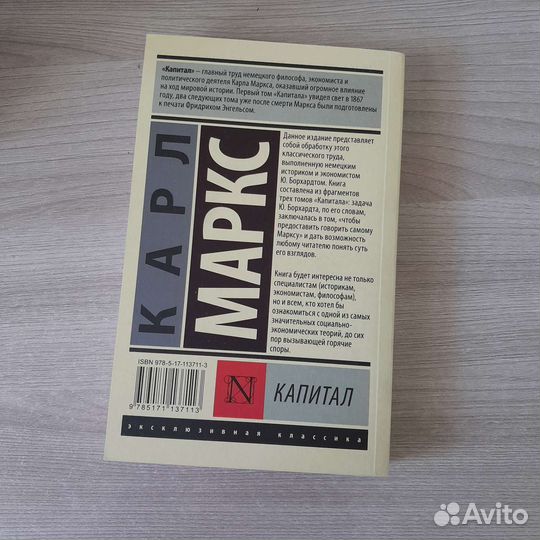 «Капитал» – главный труд немецкого философа, экономиста и
политического деятеля Карла Маркса, оказавший огромное влияние
на ход мировой истории. Первый том «Капитала» увидел свет в 1867
году, два следующих тома уже после смерти Маркса были подготовлены
к печати Фридрихом Энгельсом.
КАРЛ
МАРКС
Данное издание представляет
собой обработку этого
классического труда,
выполненную немецким
историком и экономистом
Ю. Борхардтом. Книга
составлена из фрагментов
трех томов «Капитала»: задача
Ю. Борхардта, по его словам,
заключалась в том, «чтобы
предоставить говорить самому
Марксу» и дать возможность
любому читателю понять суть
его взглядов.
Книга будет интересна не только
специалистам (историкам,
экономистам, философам),
но и всем, кто хотел бы
ознакомиться с одной из самых
значительных социально-
экономических теорий, до сих
пор вызывающей горячие
споры.
ISBN 978-5-17-113711-3
9 785171 137113
N
КАПИТАЛ
эксклюзивная классика
Avito